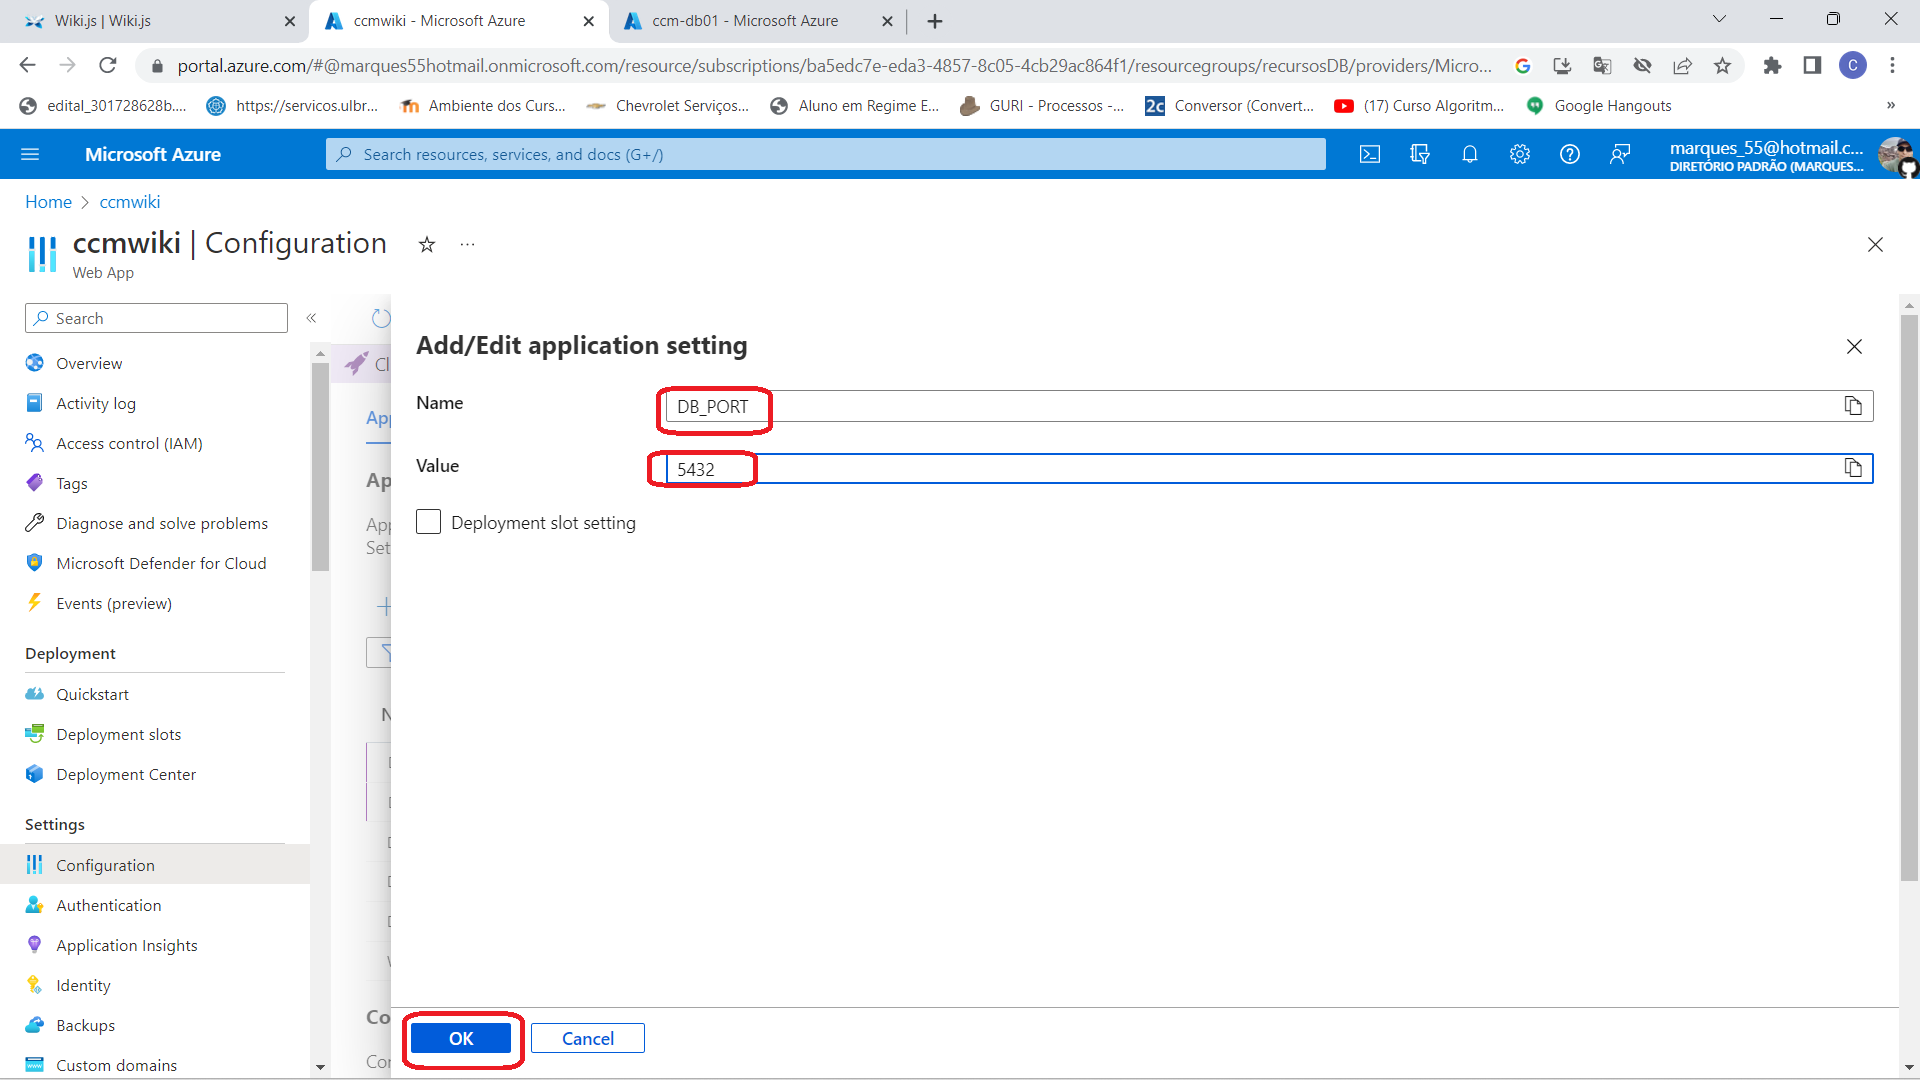 Wiki.js | Wiki.js
ccmwiki - Microsoft Azure
ccm-db01 - Microsoft Azure
portal.azure.com/#@marques55hotmail.onmicrosoft.com/resource/subscriptions/ba5edc7e-eda3-4857-8c05-4cb29ac864f1/resourcegroups/recursosDB/providers/Micro...
C
edital_301728628b....
https://servicos.ulbr...
Ambiente dos Curs...
Chevrolet Serviços...
Aluno em Regime E...
GURI - Processos -...
2c
Conversor (Convert...
(17) Curso Algoritm...
Google Hangouts
»
Microsoft Azure
Search resources, services, and docs (G+/)
marques_55@hotmail.c...
DIRETÓRIO PADRÃO (MARQUES...
Home > ccmwiki
ccmwiki | Configuration
Web App
Search
«
Overview
Activity log
Access control (IAM)
Tags
Diagnose and solve problems
Microsoft Defender for Cloud
Events (preview)
Deployment
Quickstart
Deployment slots
Deployment Center
Settings
Configuration
Authentication
Application Insights
Identity
Backups
Custom domains
Cl
Ap
Ap
Set
Co
Add/Edit application setting
Name
DB_PORT
Value
5432
Deployment slot setting
OK
Cancel